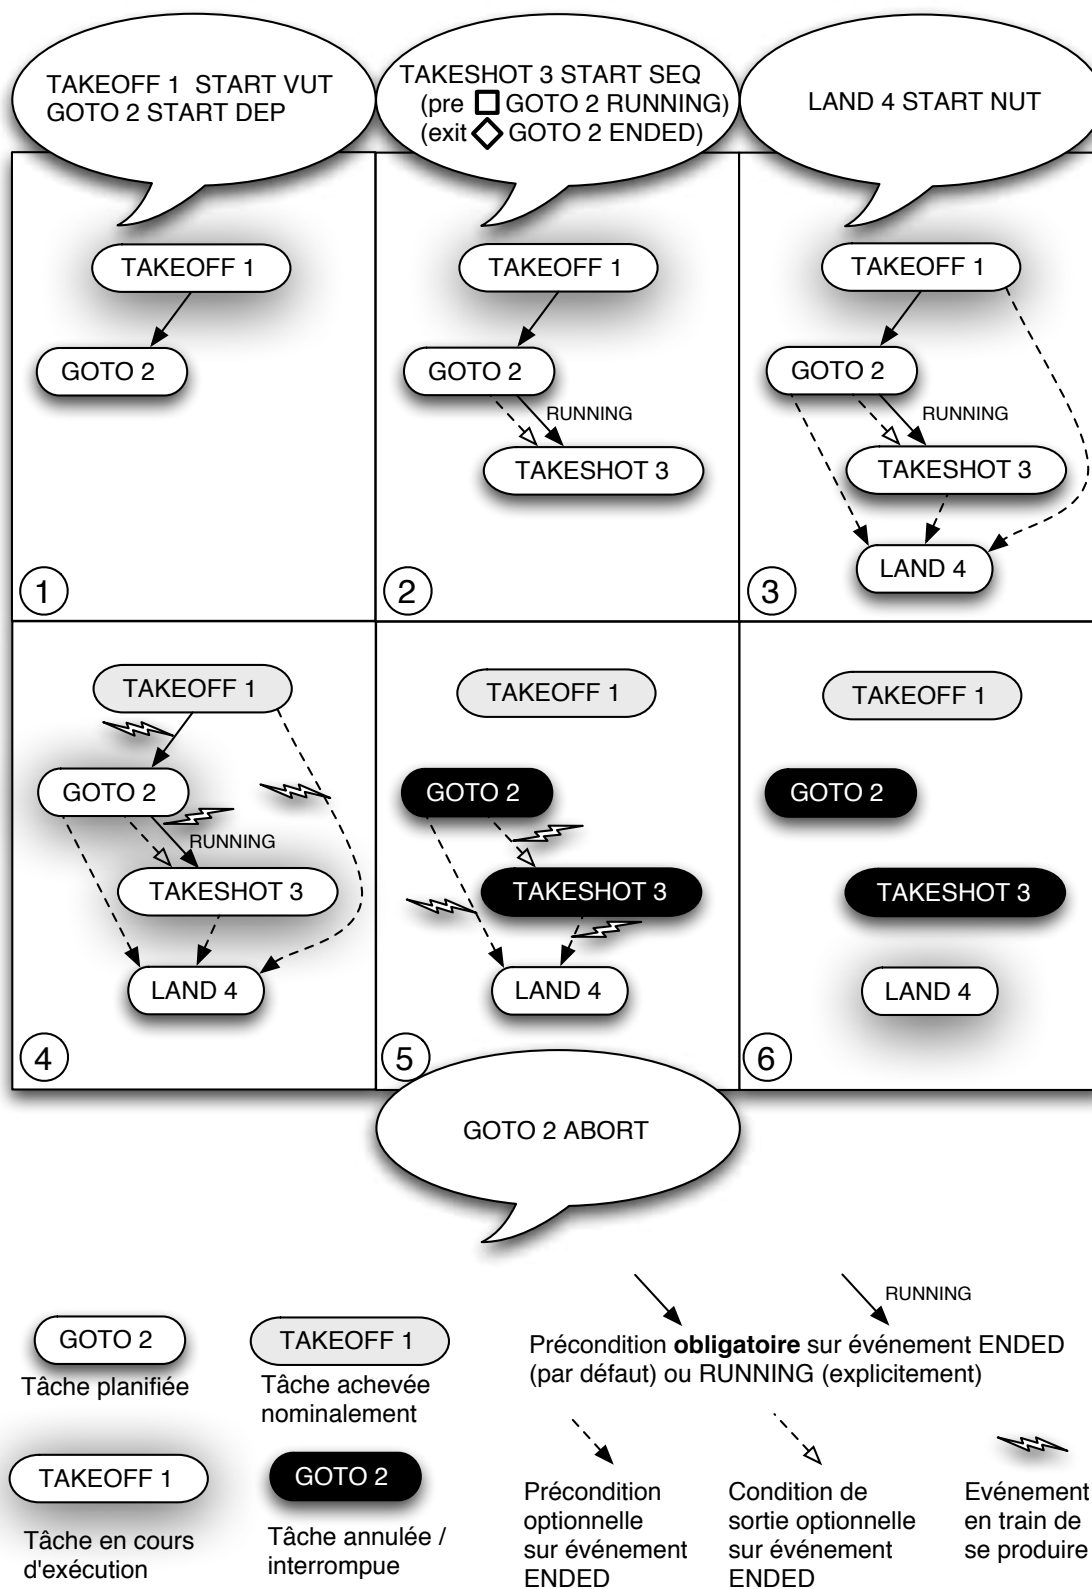 TAKEOFF 1 START VUT
GOTO 2 START DEP
TAKESHOT 3 START SEQ
(pre GOTO 2 RUNNING)
(exit GOTO 2 ENDED)
LAND 4 START NUT
TAKEOFF 1
GOTO 2
1
TAKEOFF 1
GOTO 2
RUNNING
TAKESHOT 3
2
TAKEOFF 1
GOTO 2
RUNNING
TAKESHOT 3
LAND 4
3
TAKEOFF 1
GOTO 2
RUNNING
TAKESHOT 3
LAND 4
4
TAKEOFF 1
GOTO 2
TAKESHOT 3
LAND 4
5
TAKEOFF 1
GOTO 2
TAKESHOT 3
LAND 4
6
GOTO 2 ABORT
GOTO 2
Tâche planifiée
TAKEOFF 1
Tâche achevée
nominalement
RUNNING
Précondition obligatoire sur événement ENDED
(par défaut) ou RUNNING (explicitement)
TAKEOFF 1
Tâche en cours
d'exécution
GOTO 2
Tâche annulée /
interrompue
Précondition
optionnelle
sur événement
ENDED
Condition de
sortie optionnelle
sur événement
ENDED
Evénement
en train de
se produire